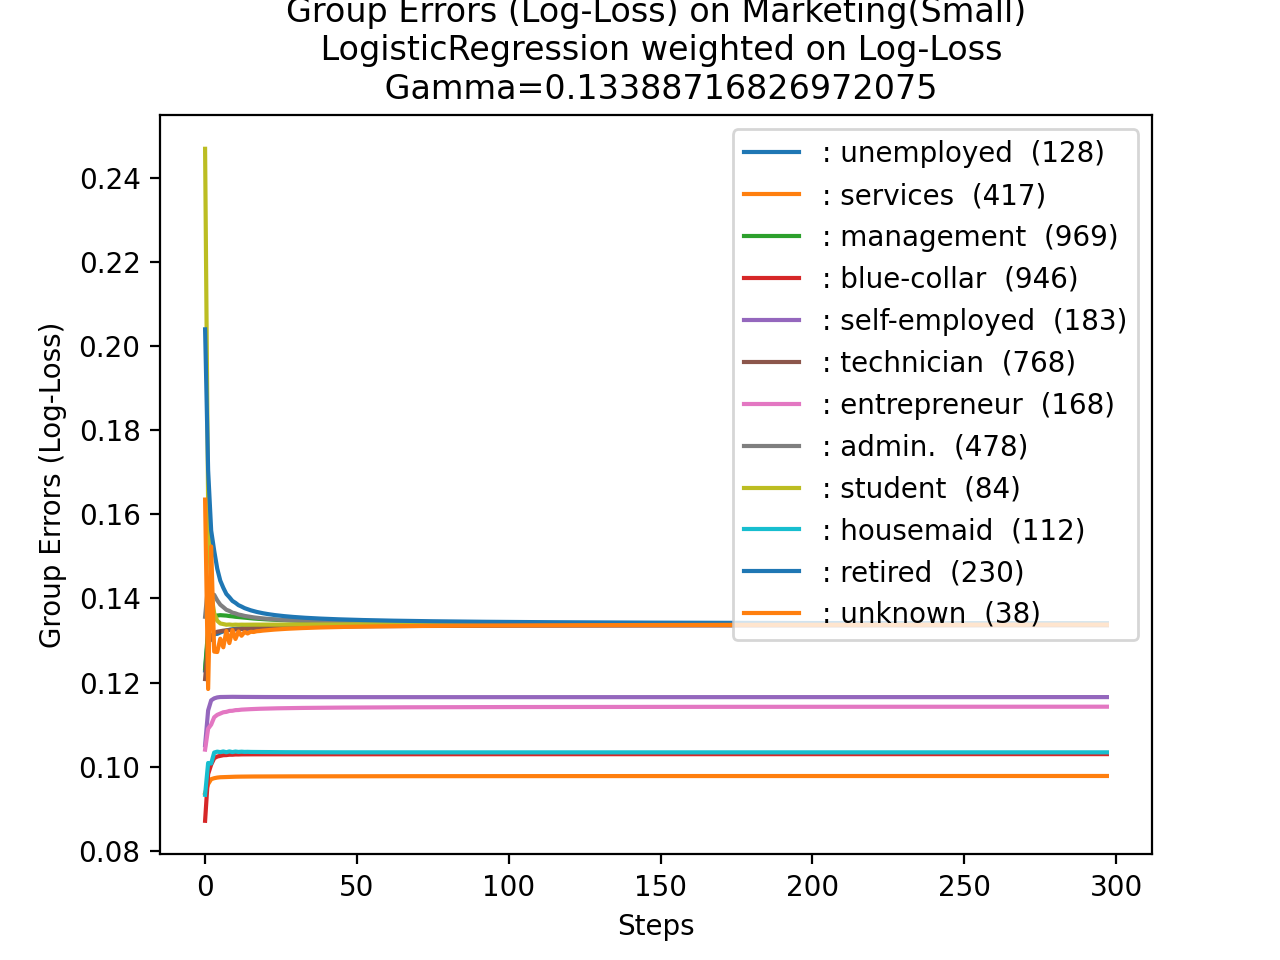 Group Errors (Log-Loss) on Marketing(Small)
LogisticRegression weighted on Log-Loss
Gamma=0.13388716826972075
Group Errors (Log-Loss)
0.24
0.22
0.20
0.18
0.16
0.14
0.12
0.10
0.08
: unemployed (128)
: services (417)
: management (969)
: blue-collar (946)
: self-employed (183)
: technician (768)
: entrepreneur (168)
: admin. (478)
: student (84)
: housemaid (112)
: retired (230)
: unknown (38)
0 50 100 150 200 250 300
Steps